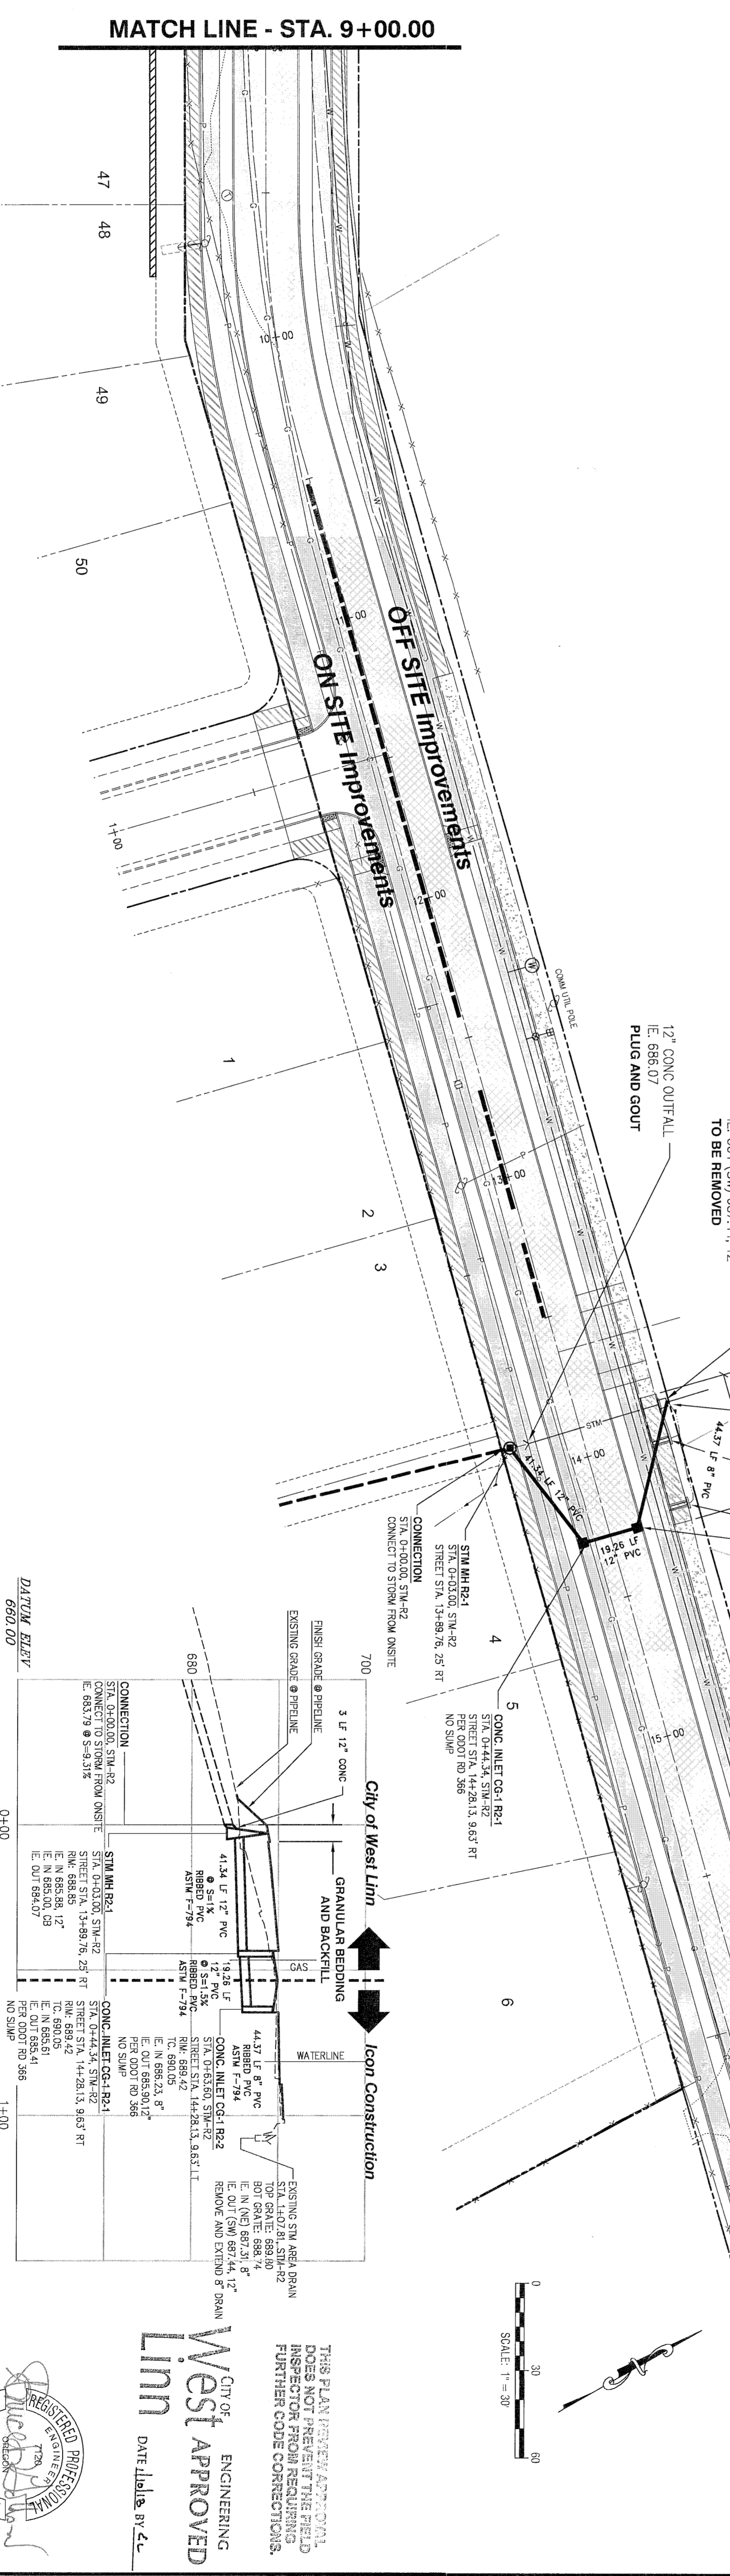 MATCH LINE - STA. 9+00.00
47
48
49
50
10+00
11+00
OFF SITE Improvements
ON SITE Improvements
1+00
12+00
COMM UTIL POLE
1
2
3
13+00
12" CONC OUTFALL
IE. 686.07
PLUG AND GOUT
TO BE REMOVED
STM
14+00
44.37 LF 8" PVC
41.34 LF 12" PVC
19.26 LF
12" PVC
CONNECTION
STA. 0+00.00, STM-R2
CONNECT TO STORM FROM ONSITE
STM MH R2-1
STA. 0+03.00, STM-R2
STREET STA. 13+89.76, 25' RT
4
5
CONC. INLET CG-1 R2-1
STA. 0+44.34, STM-R2
STREET STA. 14+28.13, 9.63' RT
PER ODOT RD 366
NO SUMP
15+00
6
City of West Linn
Icon Construction
700
680
DATUM ELEV
660.00
0+00
1+00
FINISH GRADE @ PIPELINE
EXISTING GRADE @ PIPELINE
3 LF 12" CONC
GRANULAR BEDDING
AND BACKFILL
41.34 LF 12" PVC
@ S=1%
RIBBED PVC
ASTM F-794
GAS
19.26 LF
12" PVC
@ S=1.5%
RIBBED PVC
ASTM F-794
WATERLINE
44.37 LF 8" PVC
RIBBED PVC
ASTM F-794
CONNECTION
STA. 0+00.00, STM-R2
CONNECT TO STORM FROM ONSITE
IE. 683.79 @ S=9.31%
STM MH R2-1
STA. 0+03.00, STM-R2
STREET STA. 13+89.76, 25' RT
RIM: 688.85
IE. IN 685.88, 12"
IE. IN 685.00, CB
IE. OUT 684.07
CONC. INLET CG-1 R2-1
STA. 0+44.34, STM-R2
STREET STA. 14+28.13, 9.63' RT
RIM: 689.42
TC. 690.05
IE. IN 685.61
IE. OUT 685.41
PER ODOT RD 366
NO SUMP
CONC. INLET CG-1 R2-2
STA. 0+63.60, STM-R2
STREET STA. 14+28.13, 9.63' LT
RIM: 689.42
TC. 690.05
IE. IN 686.23, 8"
IE. OUT 685.90,12"
PER ODOT RD 366
NO SUMP
EXISTING STM AREA DRAIN
STA. 1+07.81, STM-R2
TOP GRATE: 689.80
BOT GRATE: 688.74
IE. IN (NE) 687.31, 8"
IE. OUT (SW) 687.44, 12"
REMOVE AND EXTEND 8" DRAIN
0
30
60
SCALE: 1" = 30'
THIS PLAN REVIEW APPROVAL
DOES NOT PREVENT THE FIELD
INSPECTOR FROM REQUIRING
FURTHER CODE CORRECTIONS.
CITY OF
West
Linn
ENGINEERING
APPROVED
DATE 1/10/13 BY
REGISTERED PROFESSIONAL
ENGINEER
7126
OREGON